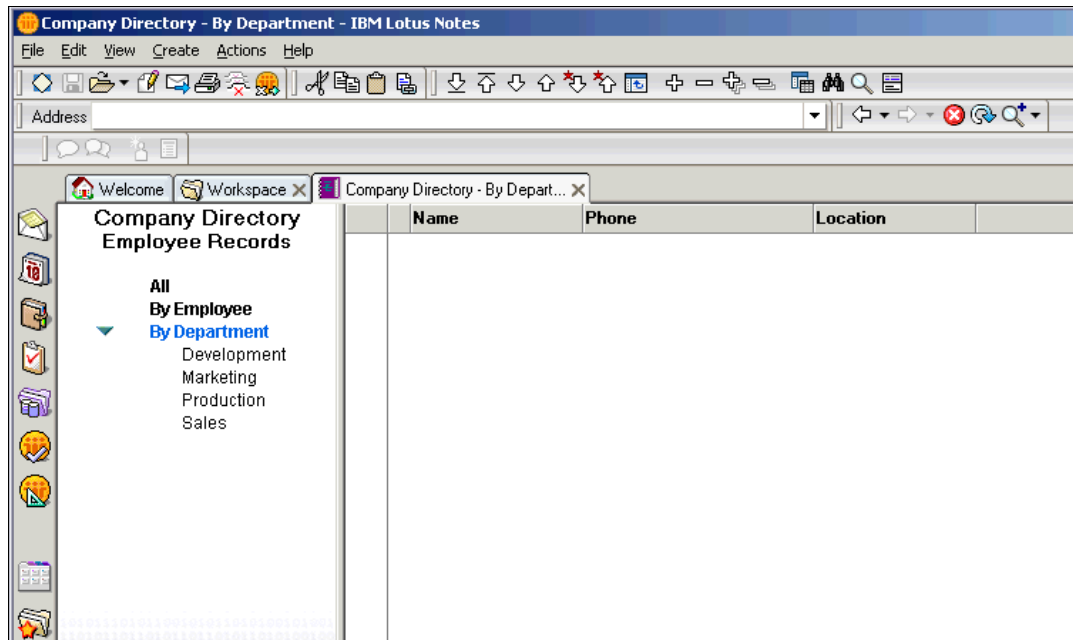 Company Directory - By Department - IBM Lotus Notes
File Edit View Create Actions Help
Address
Welcome Workspace Company Directory - By Depart...
Company Directory
Employee Records
Name Phone Location
All
By Employee
By Department
Development
Marketing
Production
Sales